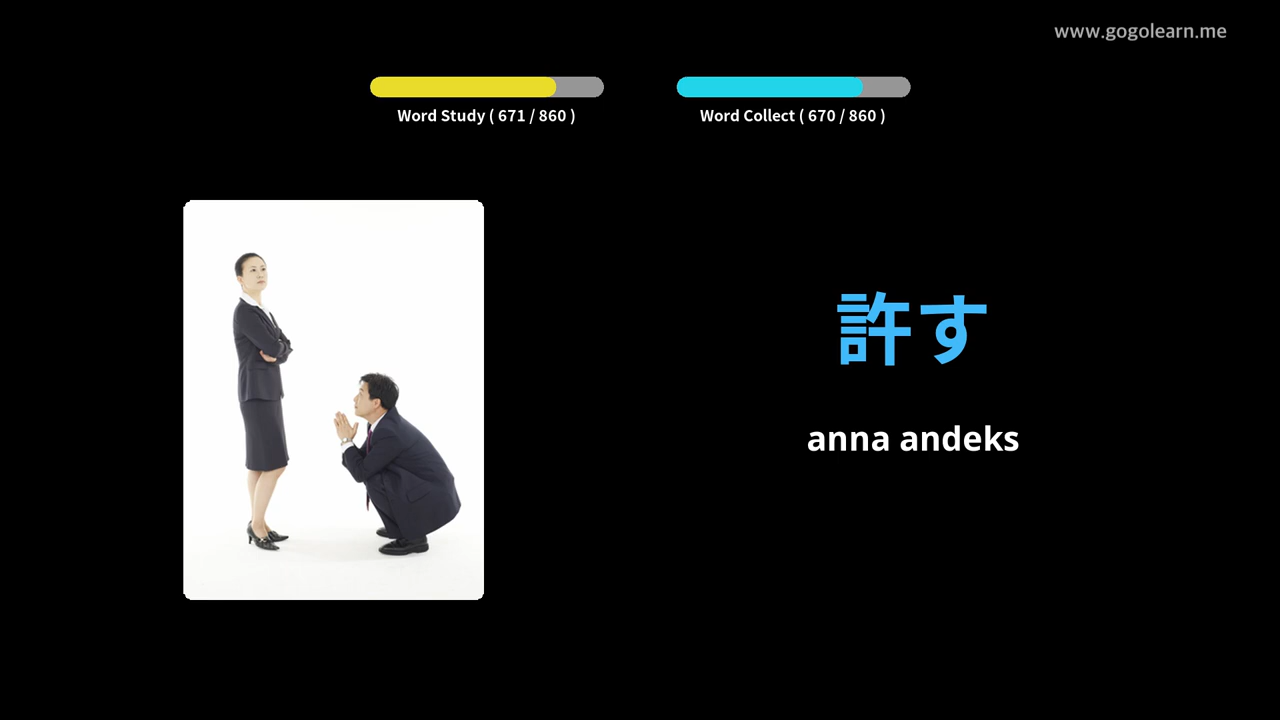 www.gogolearn.me
Word Study ( 671 / 860 )
Word Collect ( 670 / 860 )
許す
anna andeks